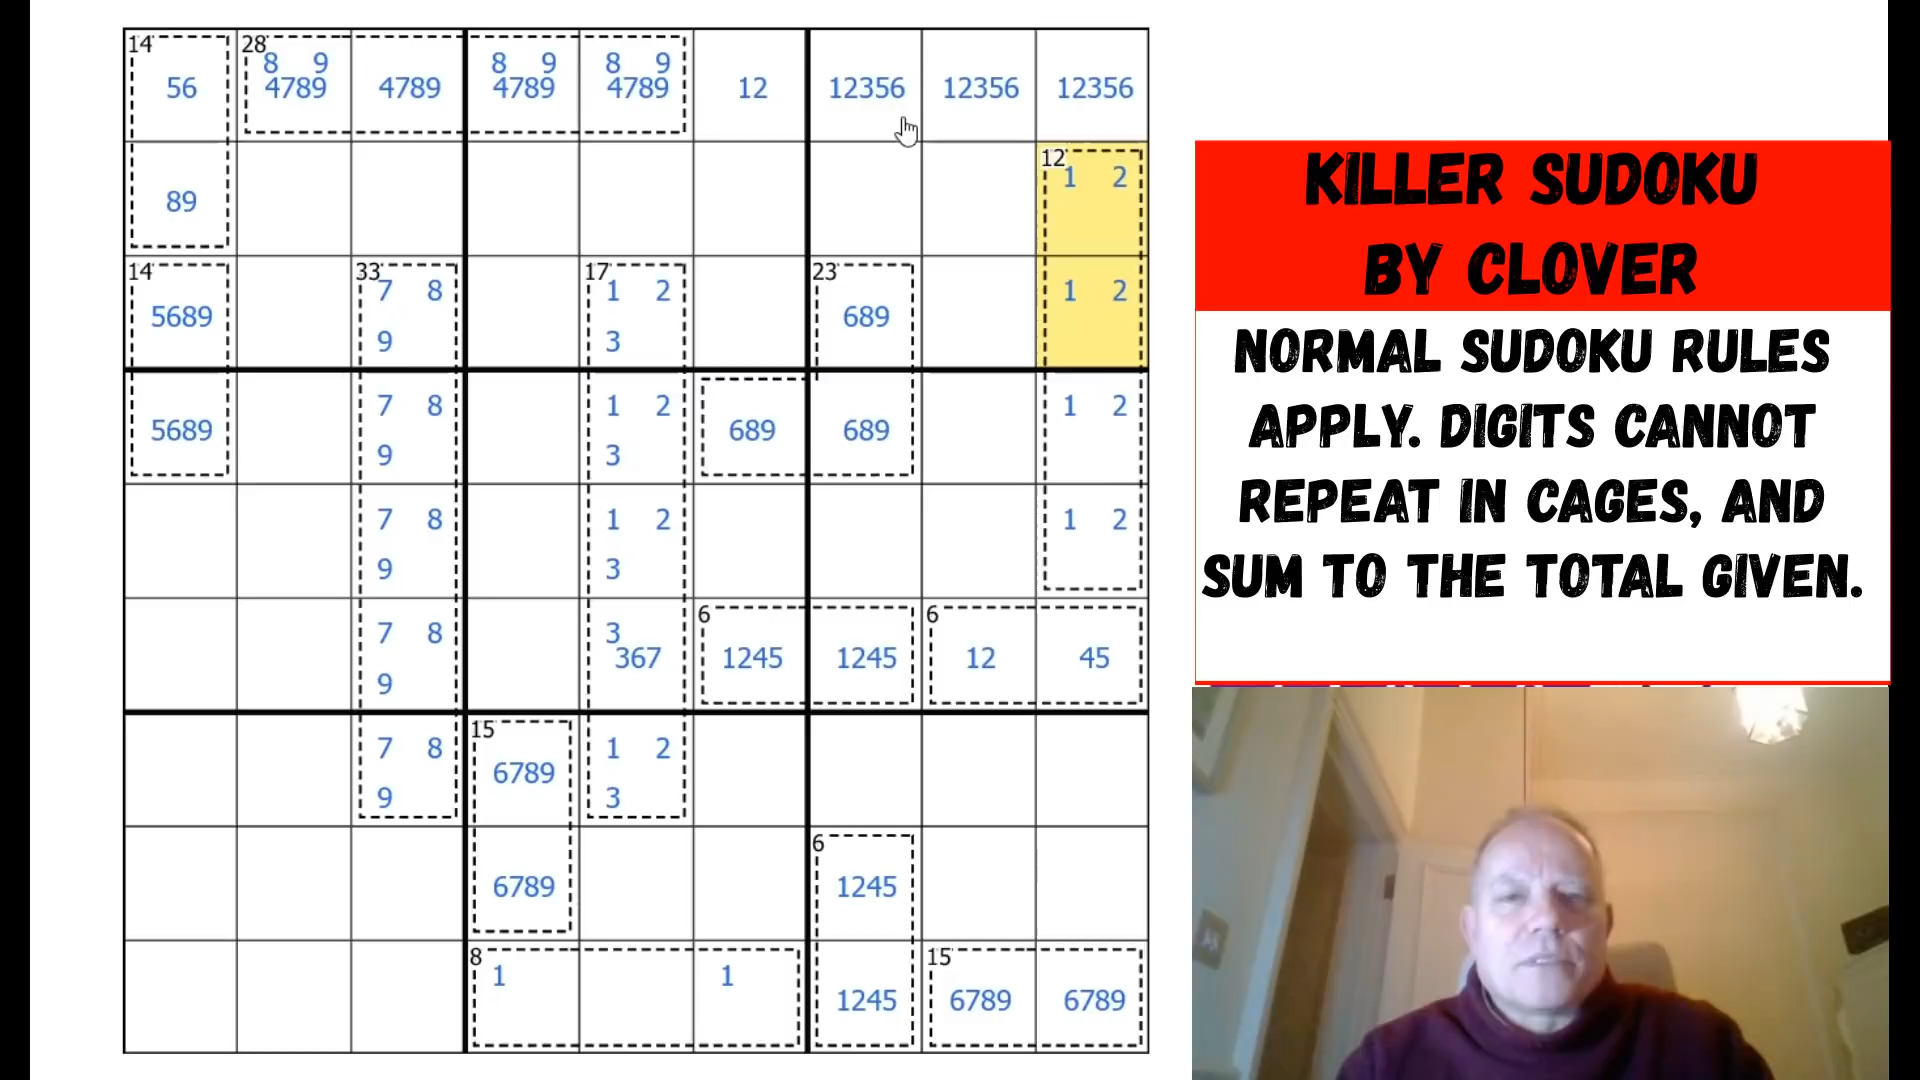 14 28 8 9 8 9 8 9
56 4789 4789 4789 4789 12 12356 12356 12356
12 1 2
89
14 33 7 8 17 1 2 23 1 2
5689 689
9 3
7 8 1 2 1 2
5689 689 689
9 3
7 8 1 2 1 2
9 3
7 8 3 6 6
367 1245 1245 12 45
9
7 8 15 1 2
6789
9 3
6
6789 1245
8 1 1 15
1245 6789 6789
KILLER SUDOKU
BY CLOVER
NORMAL SUDOKU RULES
APPLY. DIGITS CANNOT
REPEAT IN CAGES, AND
SUM TO THE TOTAL GIVEN.